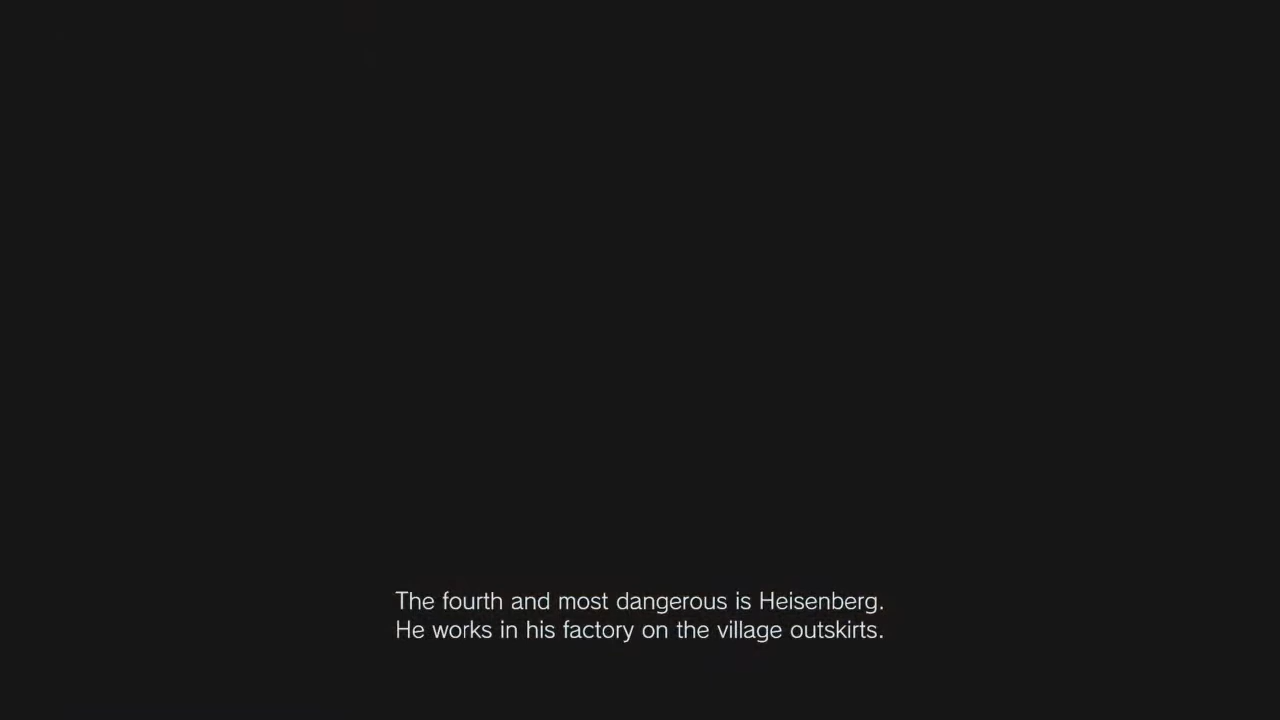 The fourth and most dangerous is Heisenberg.
He works in his factory on the village outskirts.